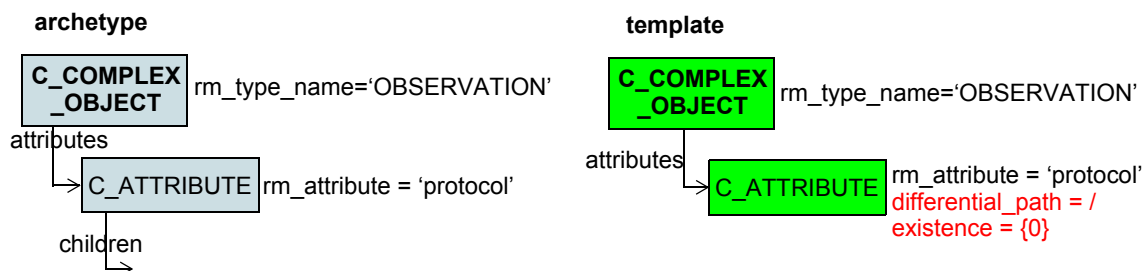 archetype
C_COMPLEX
_OBJECT
rm_type_name=‘OBSERVATION’
attributes
C_ATTRIBUTE
rm_attribute = ‘protocol’
children
template
C_COMPLEX
_OBJECT
rm_type_name=‘OBSERVATION’
attributes
C_ATTRIBUTE
rm_attribute = ‘protocol’
differential_path = /
existence = {0}